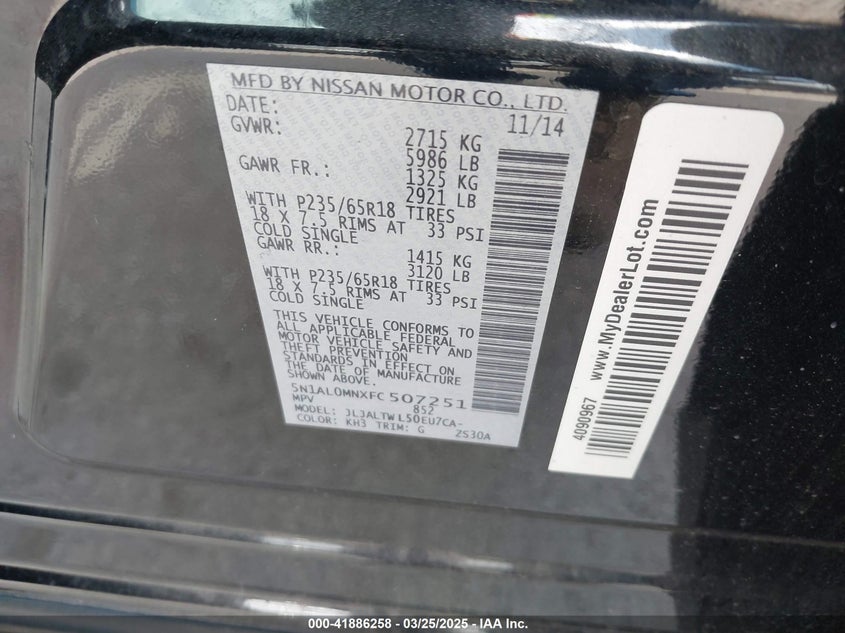 MFD BY NISSAN MOTOR CO., LTD.
DATE: 11/14
GVWR: 2715 KG
5986 LB
GAWR FR.: 1325 KG
2921 LB
WITH P235/65R18 TIRES
18 X 7.5 RIMS AT 33 PSI
COLD SINGLE
GAWR RR.: 1415 KG
3120 LB
WITH P235/65R18 TIRES
18 X 7.5 RIMS AT 33 PSI
COLD SINGLE
THIS VEHICLE CONFORMS TO
ALL APPLICABLE FEDERAL
MOTOR VEHICLE SAFETY AND
THEFT PREVENTION
STANDARDS IN EFFECT ON
THE DATE OF MANUFACTURE
SHOWN ABOVE.
5N1AL0MNXFC507251
MPV 852
MODEL: JLJALTWL50EU7CA-
COLOR: KH3 TRIM: G ZS30A
www.MyDealerLot.com
4090967
000-41886258 - 03/25/2025 - IAA Inc.